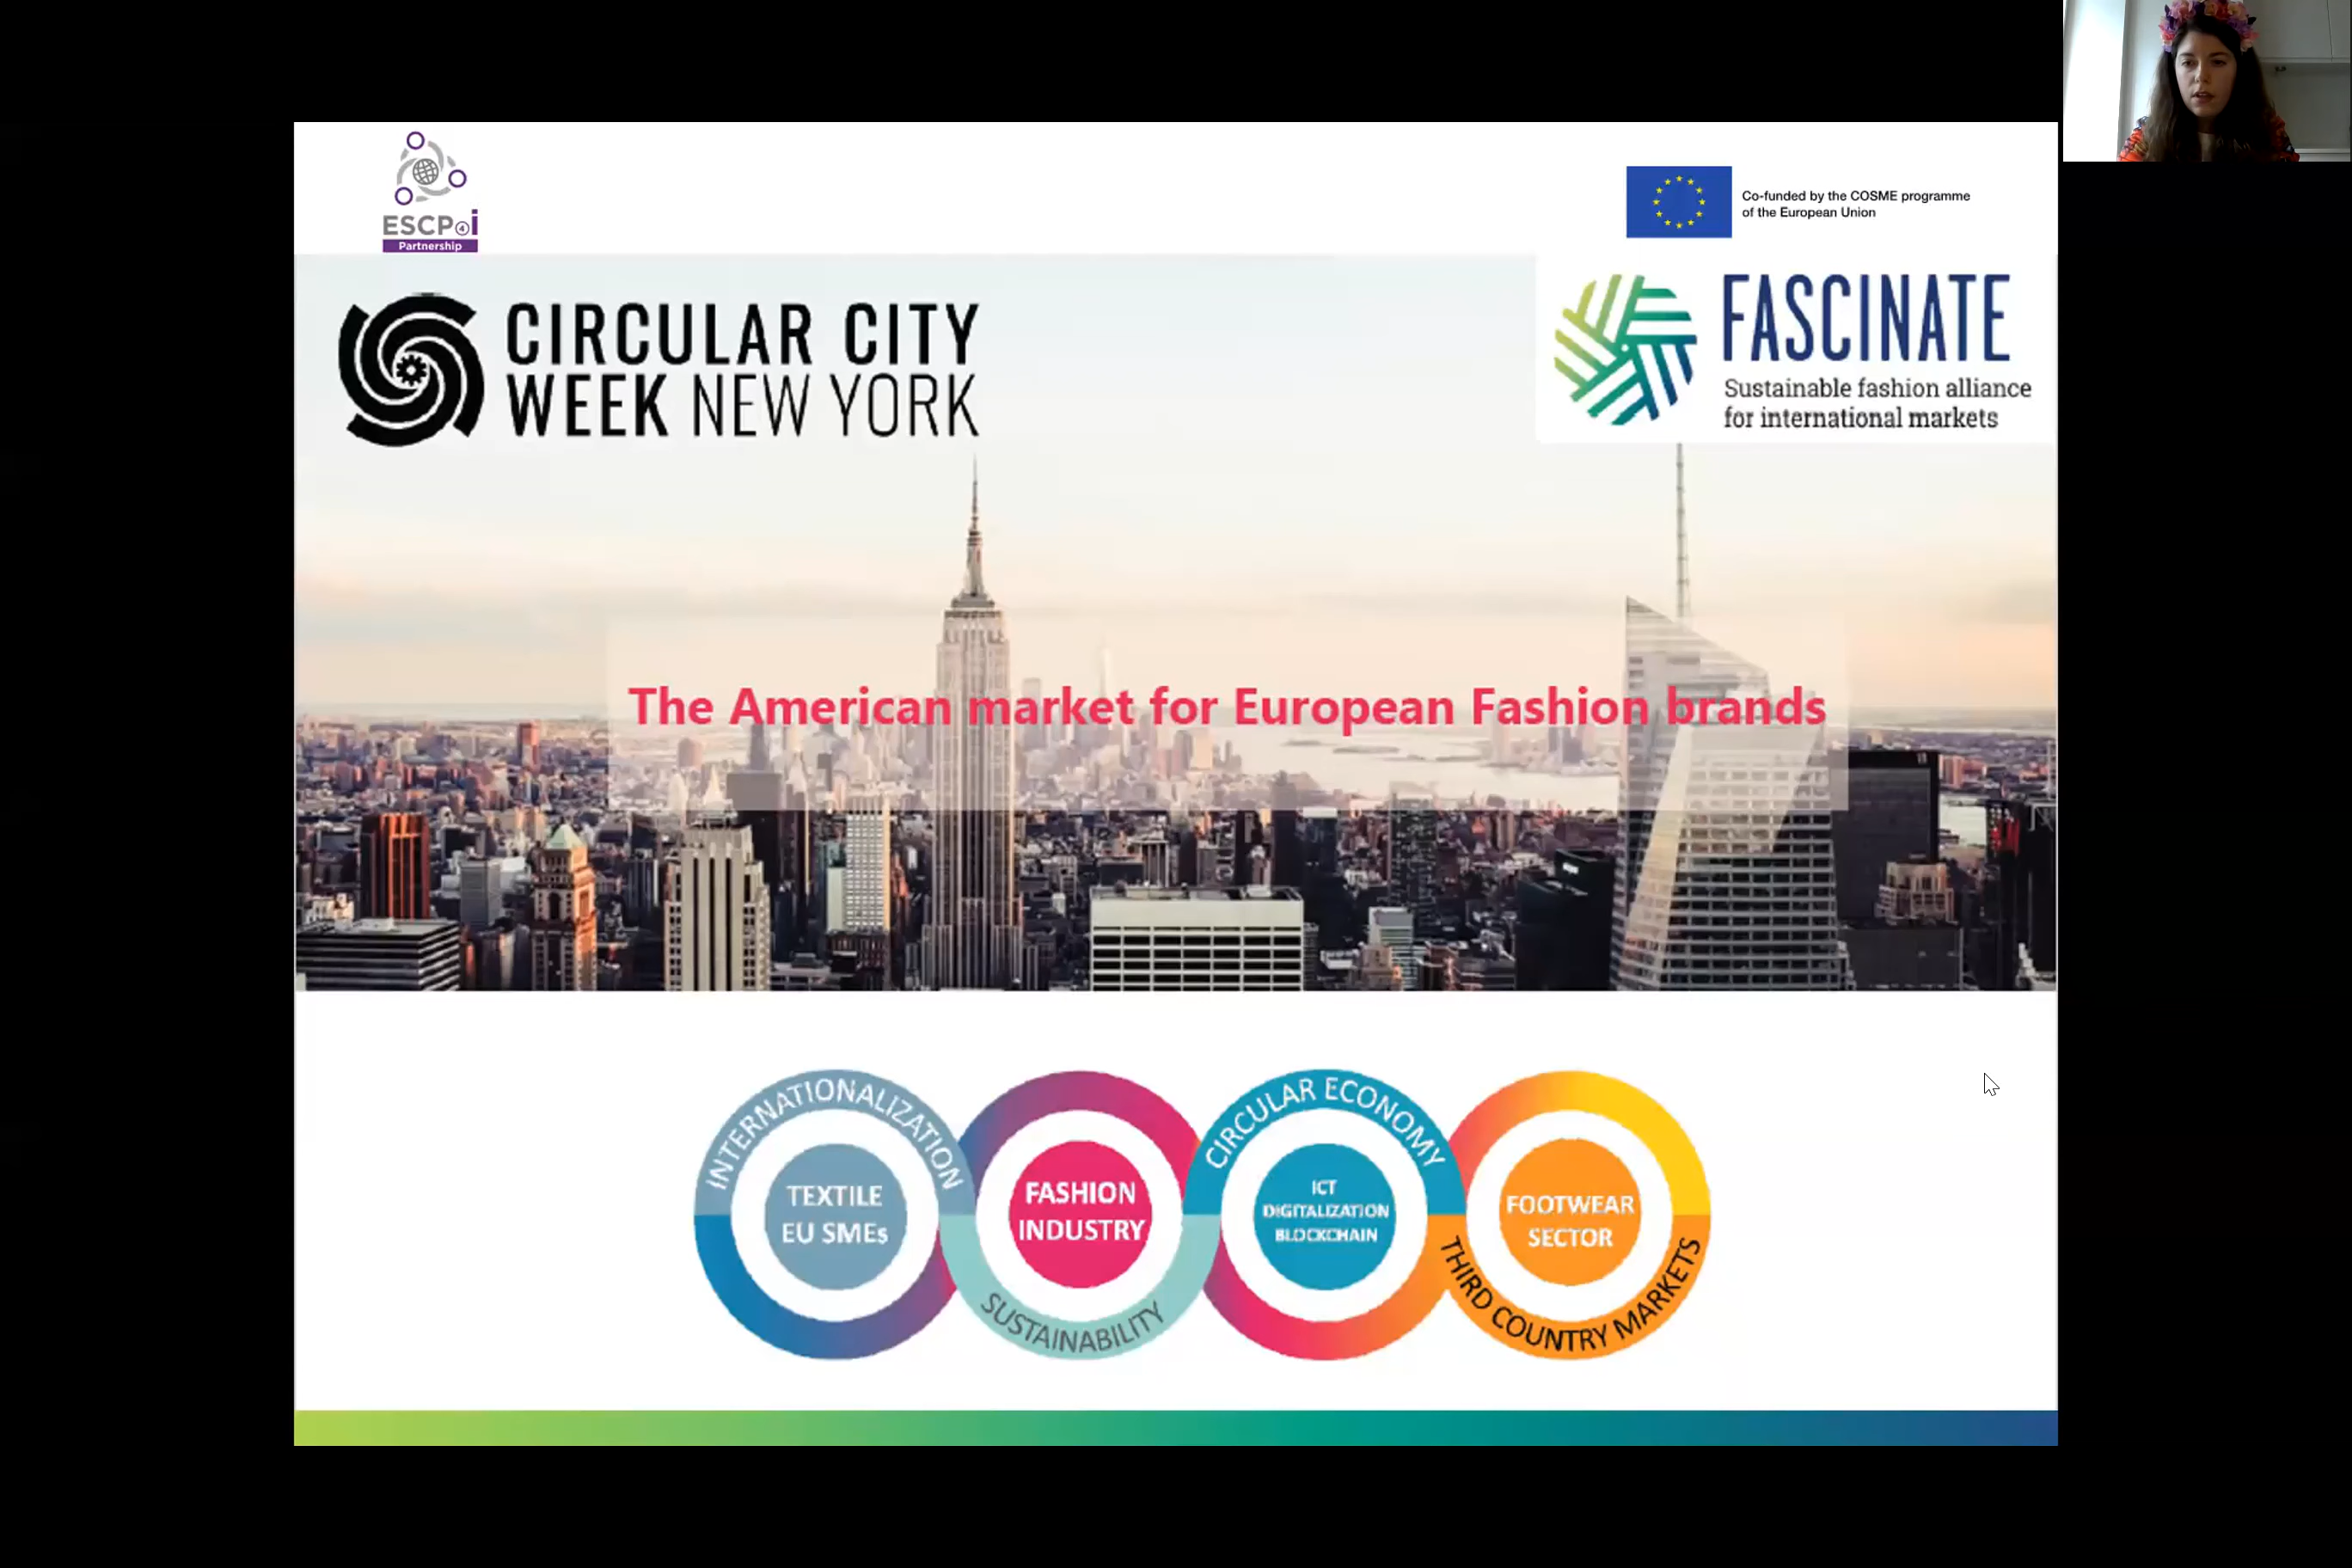 ESCP4i
Partnership
Co-funded by the COSME programme
of the European Union
CIRCULAR CITY
WEEK NEW YORK
FASCINATE
Sustainable fashion alliance
for international markets
The American market for European Fashion brands
INTERNATIONALIZATION
TEXTILE
EU SMEs
FASHION
INDUSTRY
SUSTAINABILITY
CIRCULAR ECONOMY
ICT
DIGITALIZATION
BLOCKCHAIN
FOOTWEAR
SECTOR
THIRD COUNTRY MARKETS